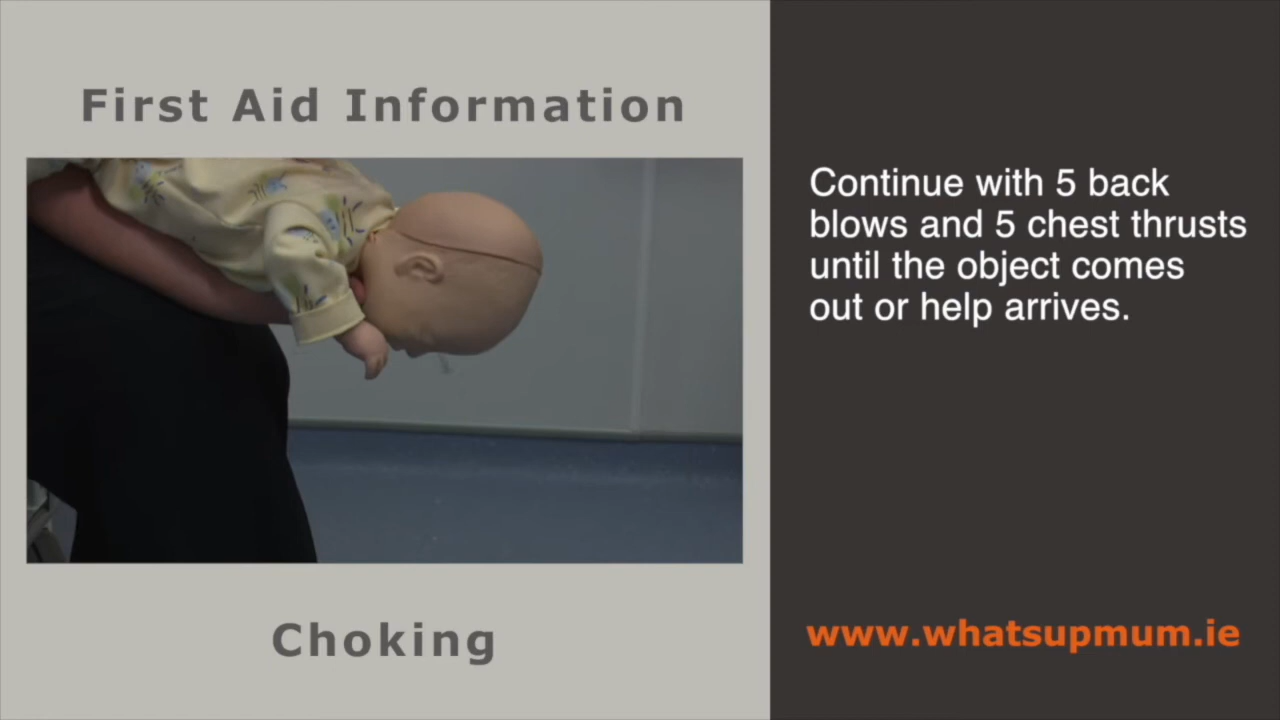 First Aid Information
Continue with 5 back
blows and 5 chest thrusts
until the object comes
out or help arrives.
Choking
www.whatsupmum.ie